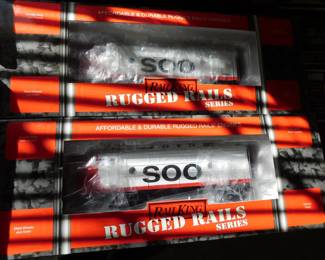 AFFORDABLE & DURABLE RUGGED RAILS SERIES
SOO
RAILKING
RUGGED RAILS
SERIES
AFFORDABLE & DURABLE RUGGED RAILS SERIES
SOO
RAILKING
RUGGED RAILS
SERIES